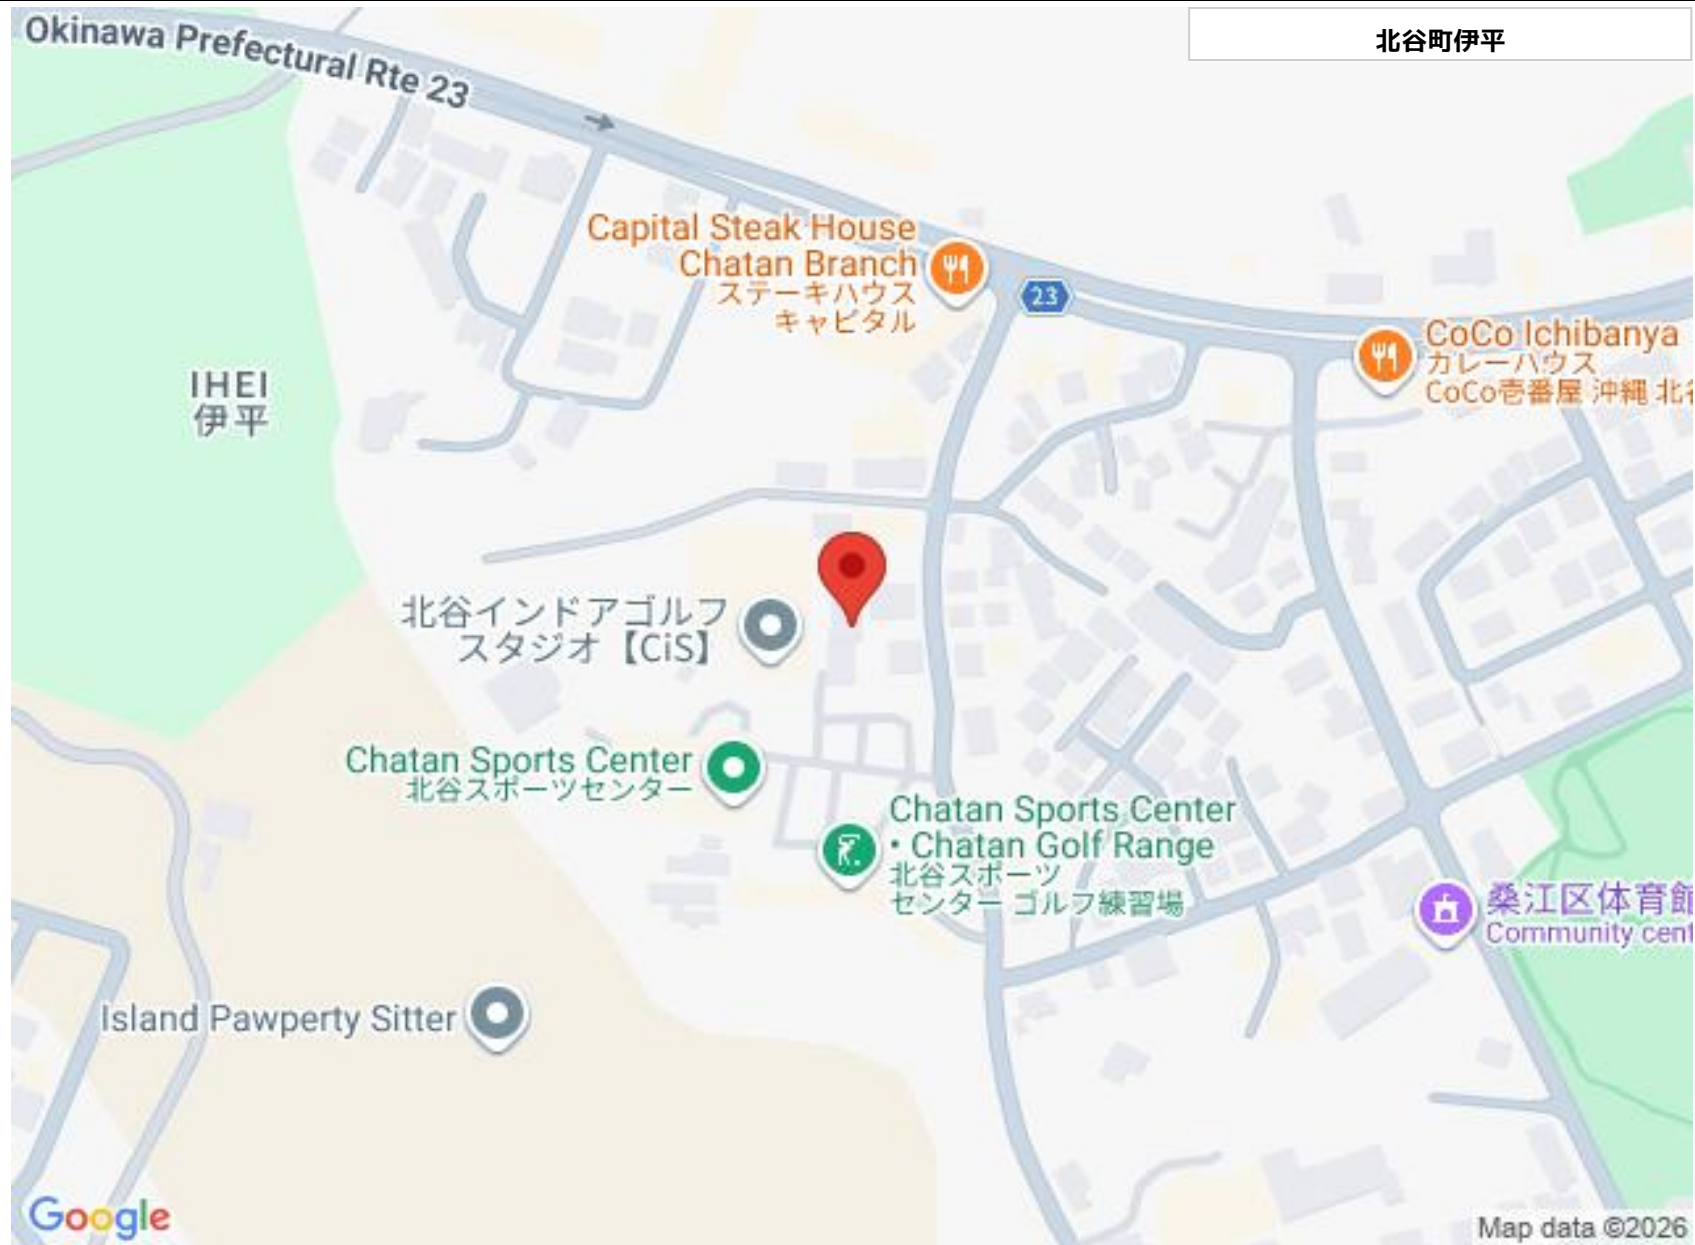 北谷町伊平
Okinawa Prefectural Rte 23
Capital Steak House
Chatan Branch
ステーキハウス
キャピタル
23
CoCo Ichibanya
カレーハウス
CoCo壱番屋 沖縄 北
IHEI
伊平
北谷インドアゴルフ
スタジオ【CiS】
Chatan Sports Center
北谷スポーツセンター
Chatan Sports Center
• Chatan Golf Range
北谷スポーツ
センター ゴルフ練習場
桑江区体育館
Community cent
Island Pawperty Sitter
Google
Map data ©2026